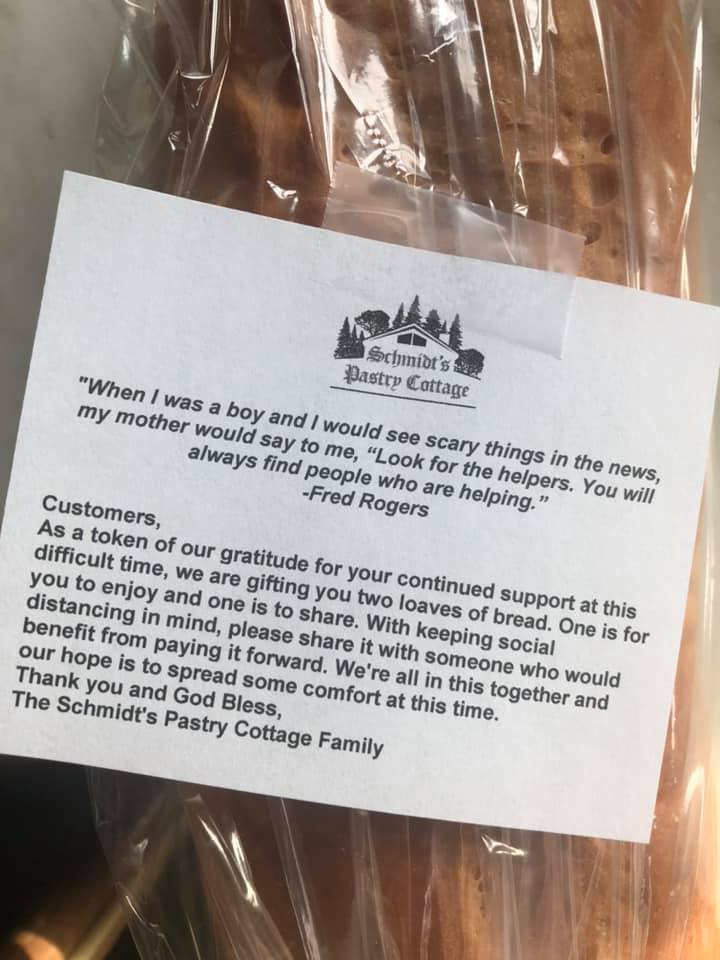 Schmidt's
Pastry Cottage
"When I was a boy and I would see scary things in the news,
my mother would say to me, “Look for the helpers. You will
always find people who are helping.”
-Fred Rogers
Customers,
As a token of our gratitude for your continued support at this
difficult time, we are gifting you two loaves of bread. One is for
you to enjoy and one is to share. With keeping social
distancing in mind, please share it with someone who would
benefit from paying it forward. We're all in this together and
our hope is to spread some comfort at this time.
Thank you and God Bless,
The Schmidt's Pastry Cottage Family